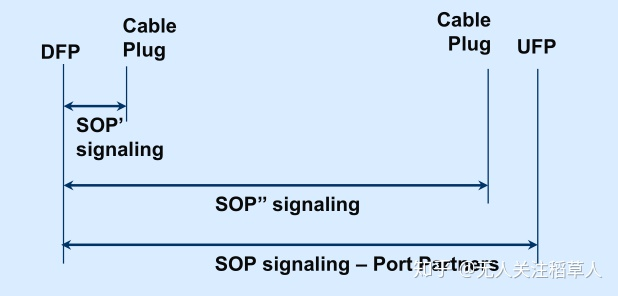 DFP
Cable
Plug
Cable
Plug
UFP
SOP’
signaling
SOP” signaling
SOP signaling – Port Partners
知乎 @无人关注稻草人